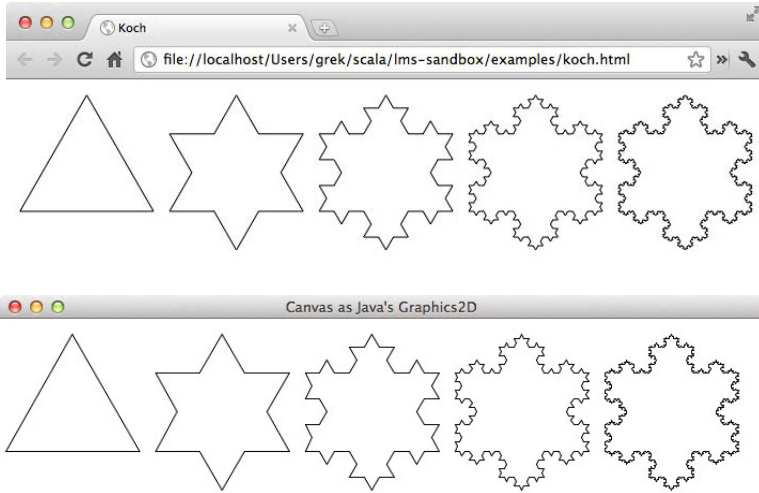 Koch
file://localhost/Users/grek/scala/lms-sandbox/examples/koch.html
Canvas as Java's Graphics2D